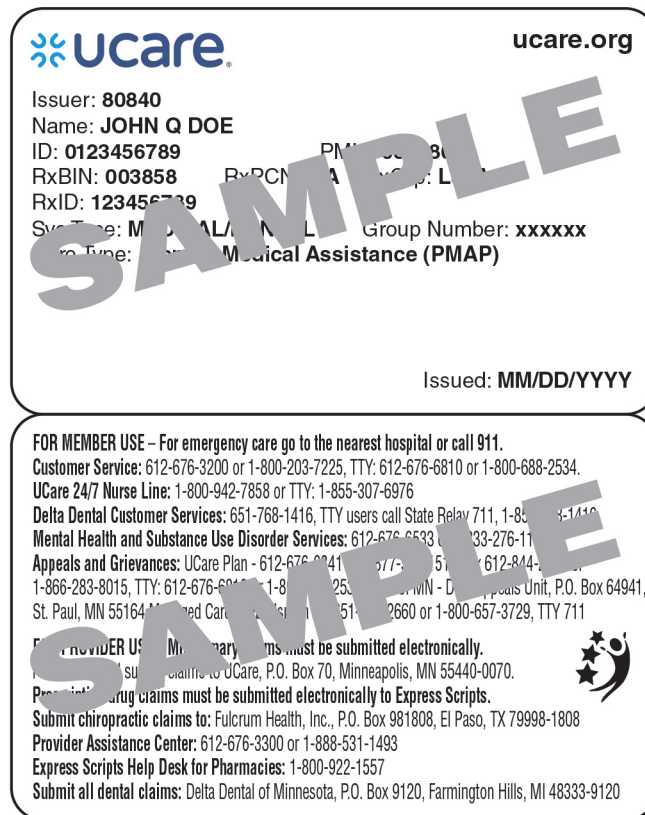 ucare®
ucare.org
Issuer: 80840
Name: JOHN Q DOE
ID: 0123456789
RxBIN: 003858
RxID:
Group Number: xxxxxx
Medical Assistance (PMAP)
SAMPLE
Issued: MM/DD/YYYY
FOR MEMBER USE – For emergency care go to the nearest hospital or call 911.
Customer Service: 612-676-3200 or 1-800-203-7225, TTY: 612-676-6810 or 1-800-688-2534.
UCare 24/7 Nurse Line: 1-800-942-7858 or TTY: 1-855-307-6976
Delta Dental Customer Services: 651-768-1416, TTY users call State Relay 711,
Mental Health and Substance Use Disorder Services:
Appeals and Grievances: UCare Plan -
1-866-283-8015, TTY: Unit, P.O. Box 64941,
St. Paul, MN 55164 or 1-800-657-3729, TTY 711
SAMPLE
must be submitted electronically.
claims to UCare, P.O. Box 70, Minneapolis, MN 55440-0070.
claims must be submitted electronically to Express Scripts.
Submit chiropractic claims to: Fulcrum Health, Inc., P.O. Box 981808, El Paso, TX 79998-1808
Provider Assistance Center: 612-676-3300 or 1-888-531-1493
Express Scripts Help Desk for Pharmacies: 1-800-922-1557
Submit all dental claims: Delta Dental of Minnesota, P.O. Box 9120, Farmington Hills, MI 48333-9120